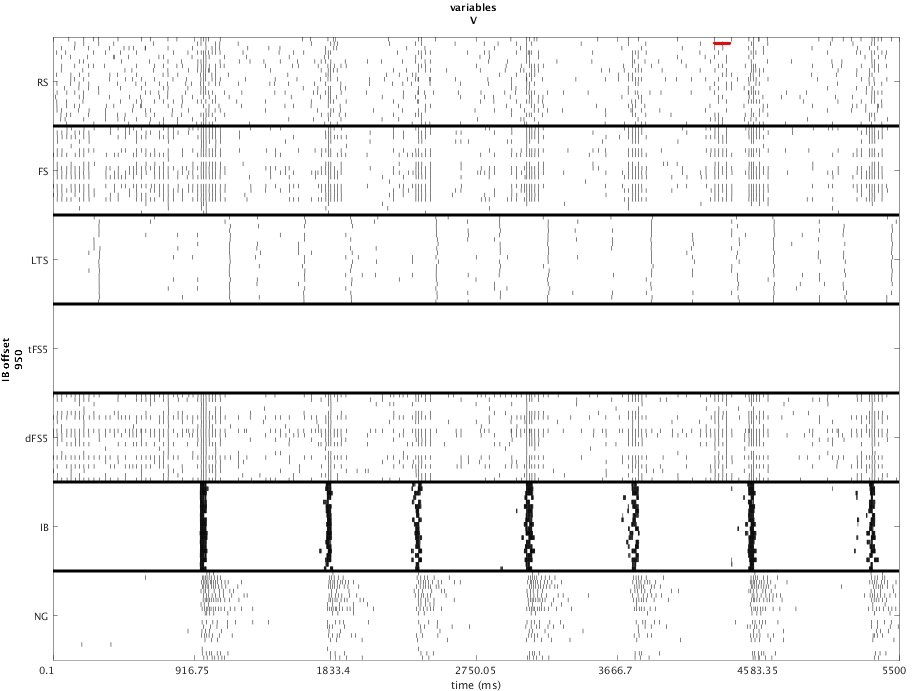 variables
V
RS
FS
LTS
tFS5
dFS5
IB
NG
IB offset
950
0.1 916.75 1833.4 2750.05 3666.7 4583.35 5500
time (ms)